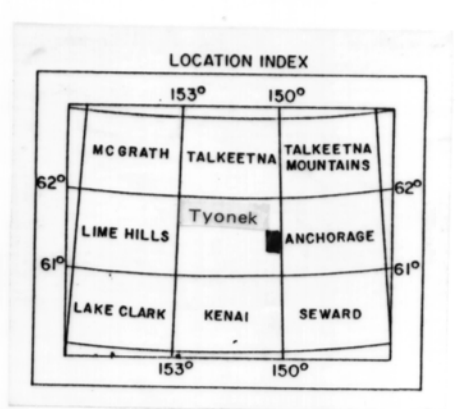 LOCATION INDEX
153° 150°
MC GRATH TALKEETNA TALKEETNA
MOUNTAINS
62° 62°
Tyonek
LIME HILLS ANCHORAGE
61° 61°
LAKE CLARK KENAI SEWARD
153° 150°